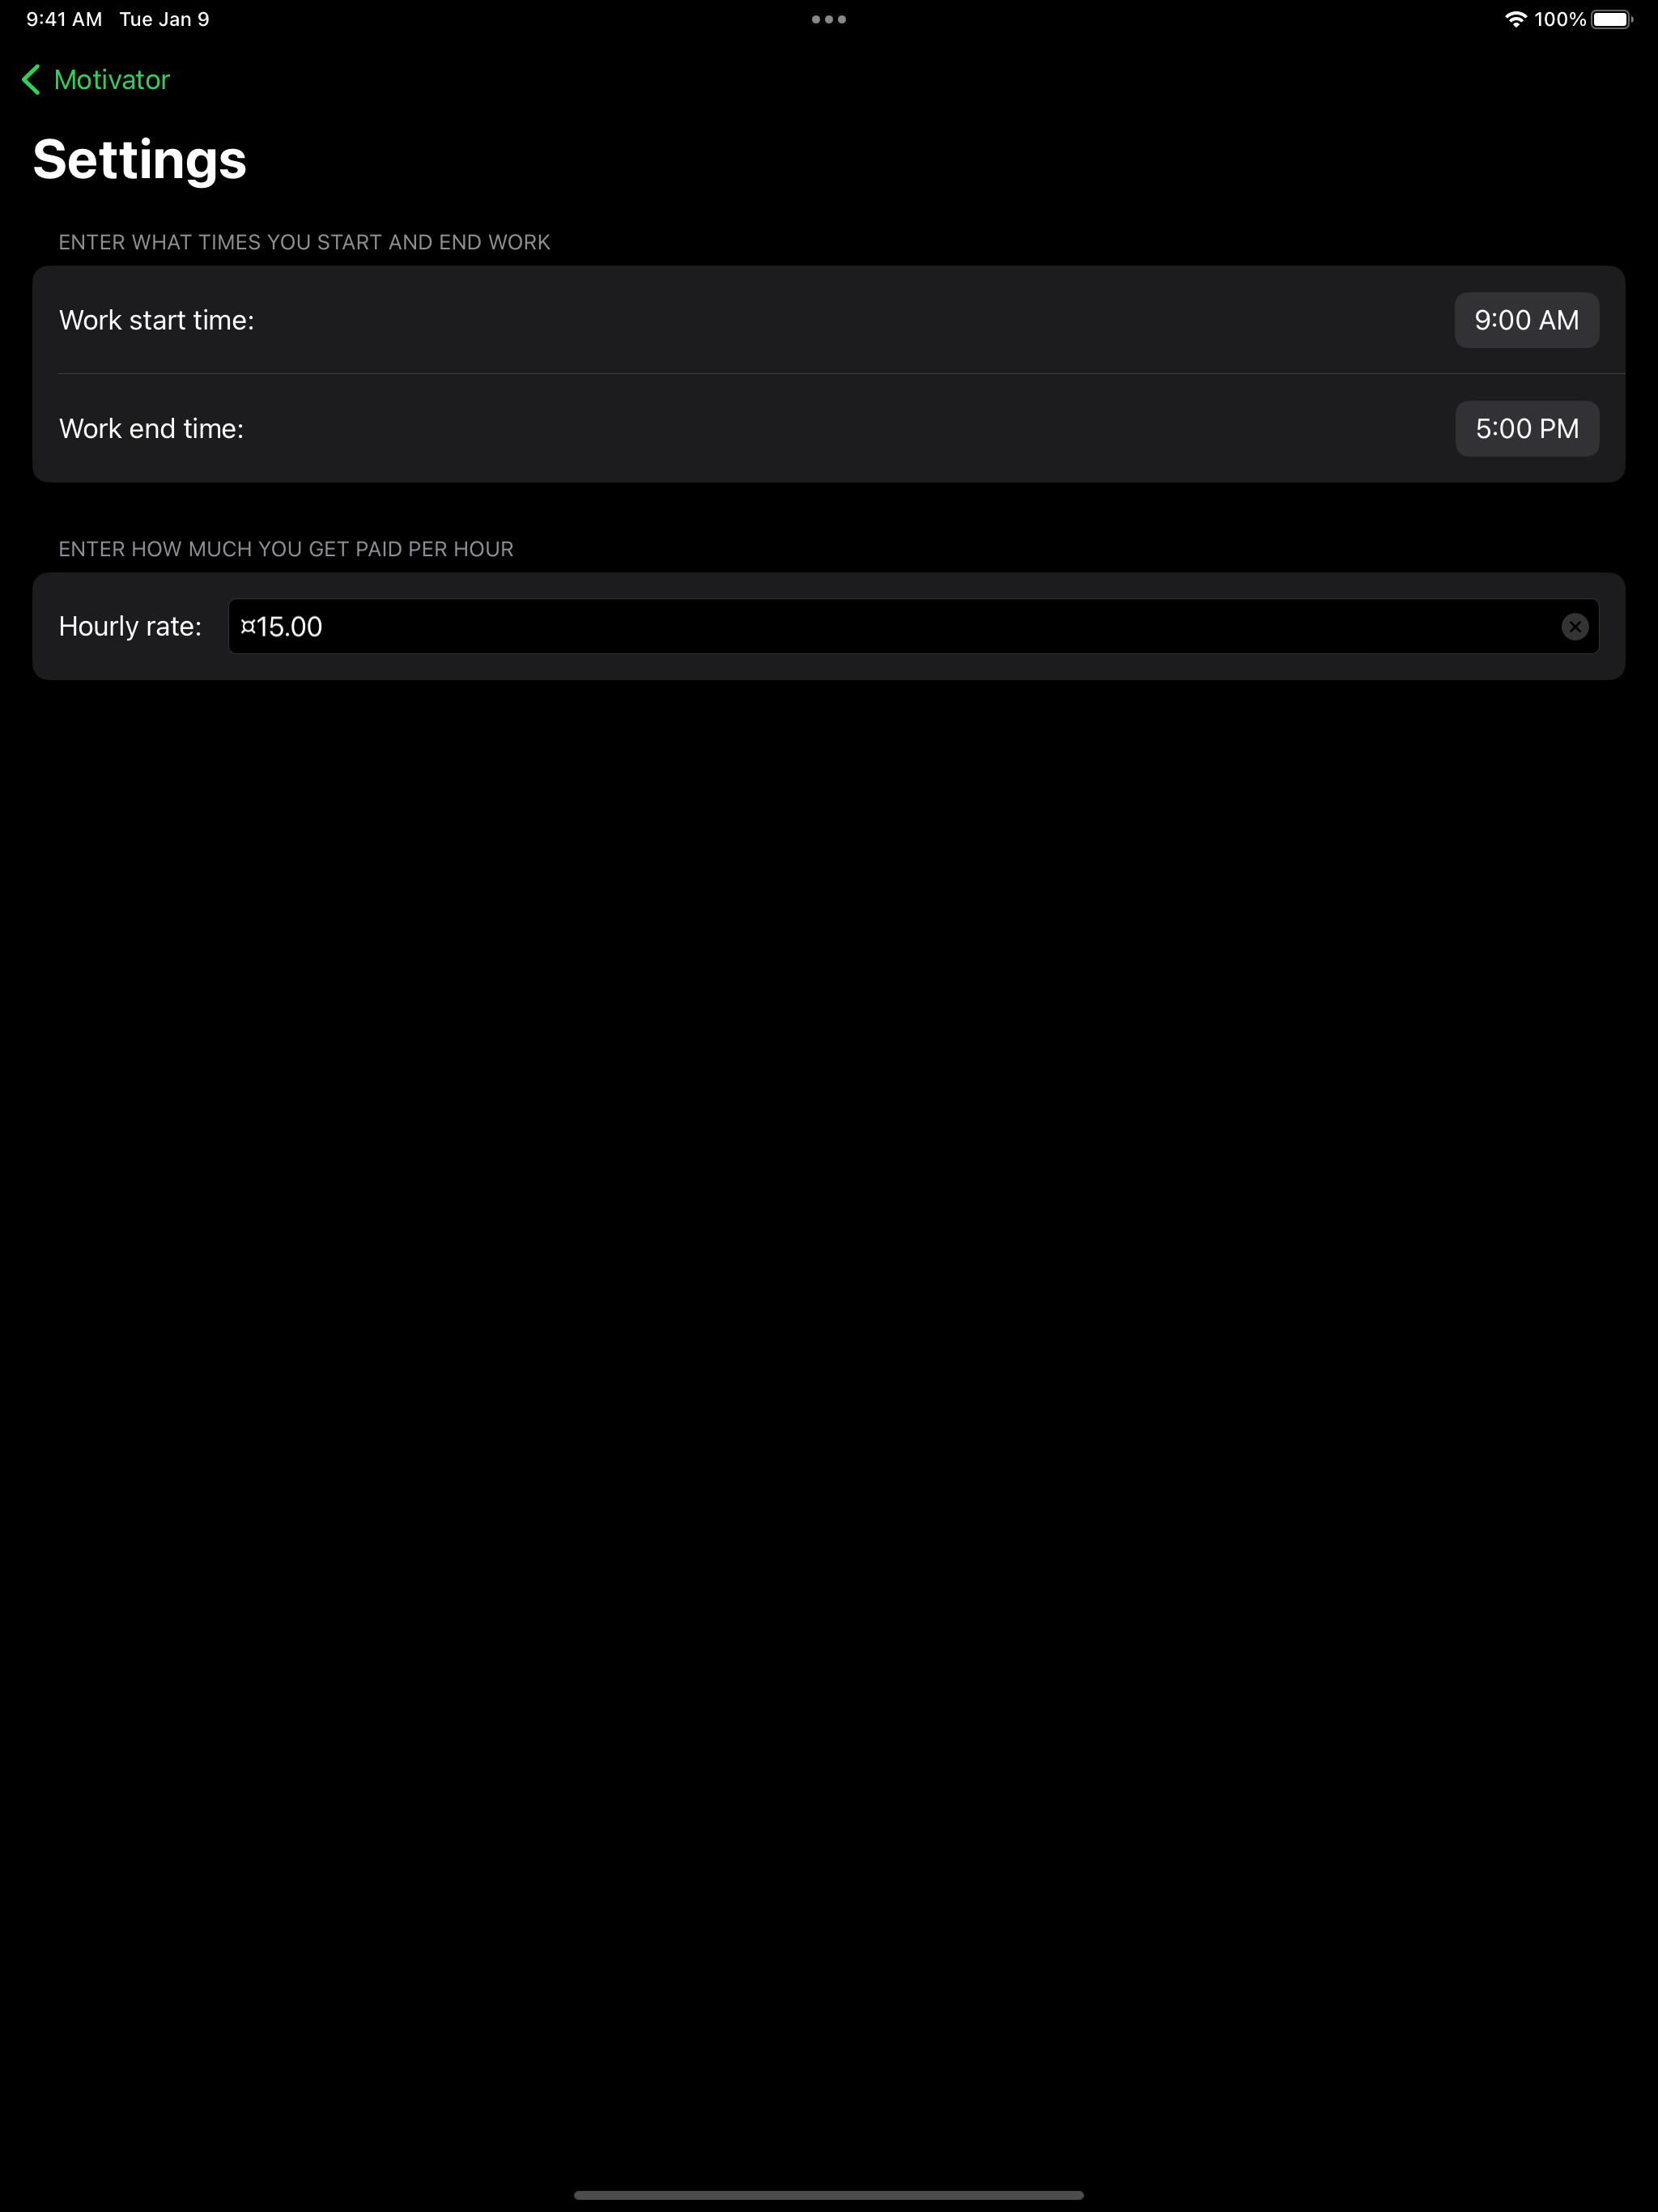 9:41 AM Tue Jan 9
100%
Motivator
Settings
ENTER WHAT TIMES YOU START AND END WORK
Work start time: 9:00 AM
Work end time: 5:00 PM
ENTER HOW MUCH YOU GET PAID PER HOUR
Hourly rate: ¤15.00